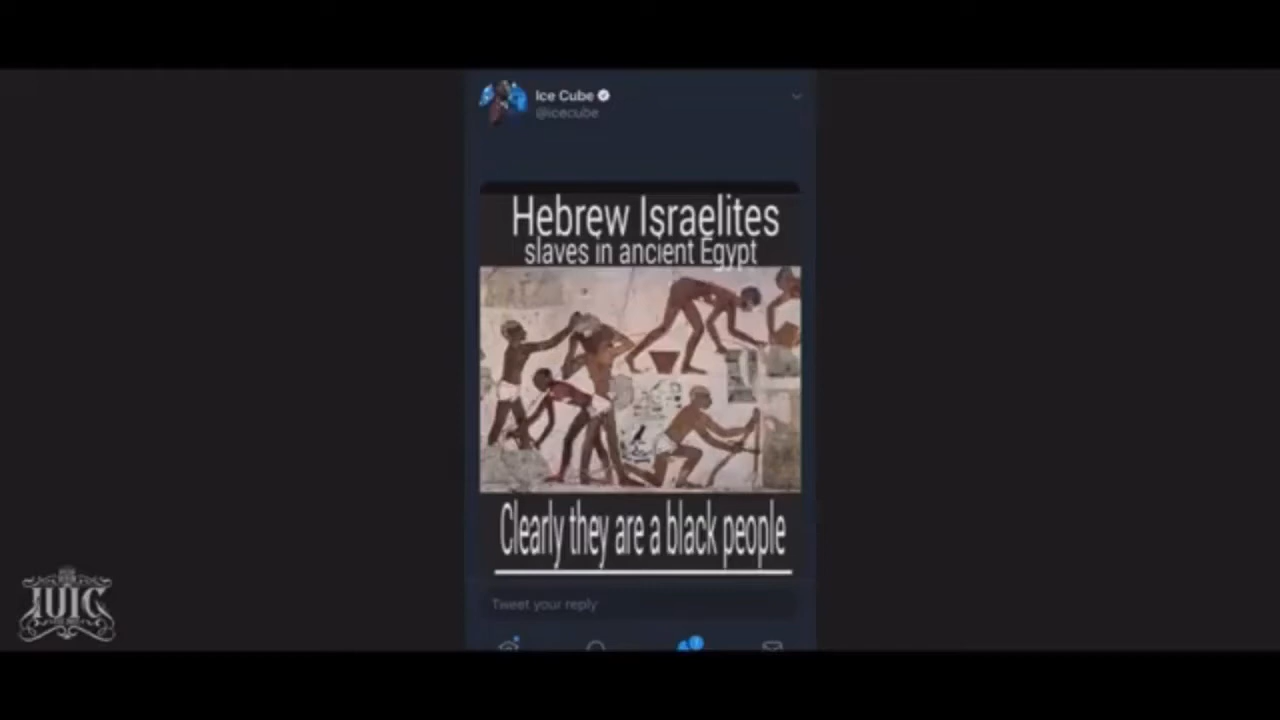 Ice Cube
@icecube
Hebrew Israelites
slaves in ancient Egypt
Clearly they are a black people
Tweet your reply
IUIC